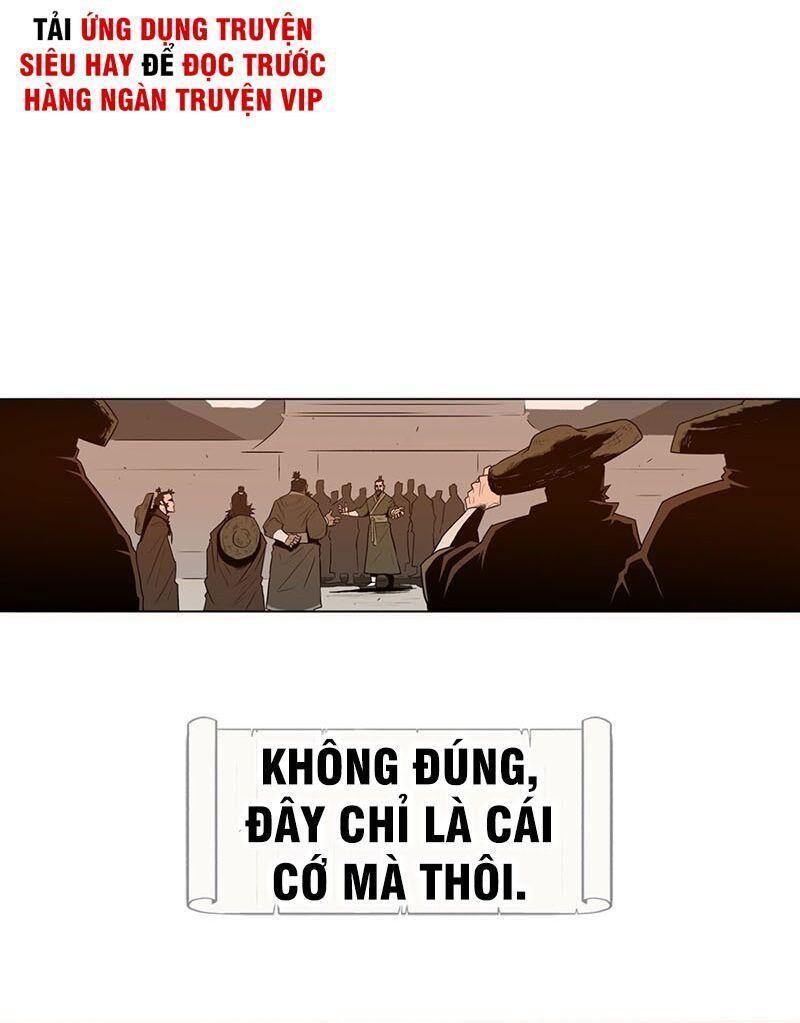 TẢI ỨNG DỤNG TRUYỆN
SIÊU HAY ĐỂ ĐỌC TRƯỚC
HÀNG NGÀN TRUYỆN VIP
KHÔNG ĐÚNG,
ĐÂY CHỈ LÀ CÁI
CỚ MÀ THÔI.